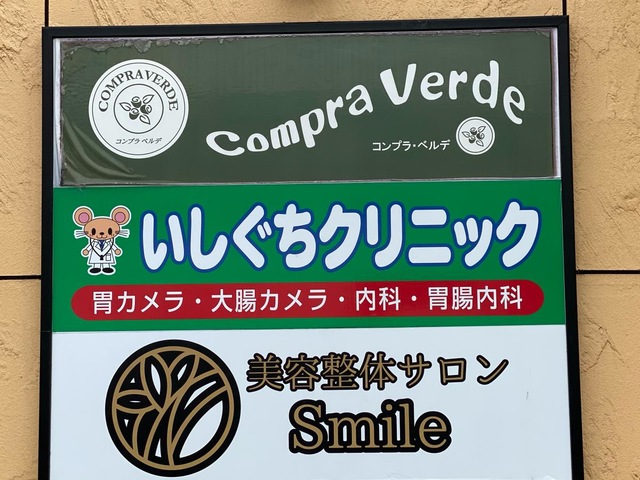 COMPRAVERDE
コンプラ ベルデ
Compra Verde
コンプラ・ベルデ
いしぐちクリニック
胃カメラ・大腸カメラ・内科・胃腸内科
美容整体サロン
Smile